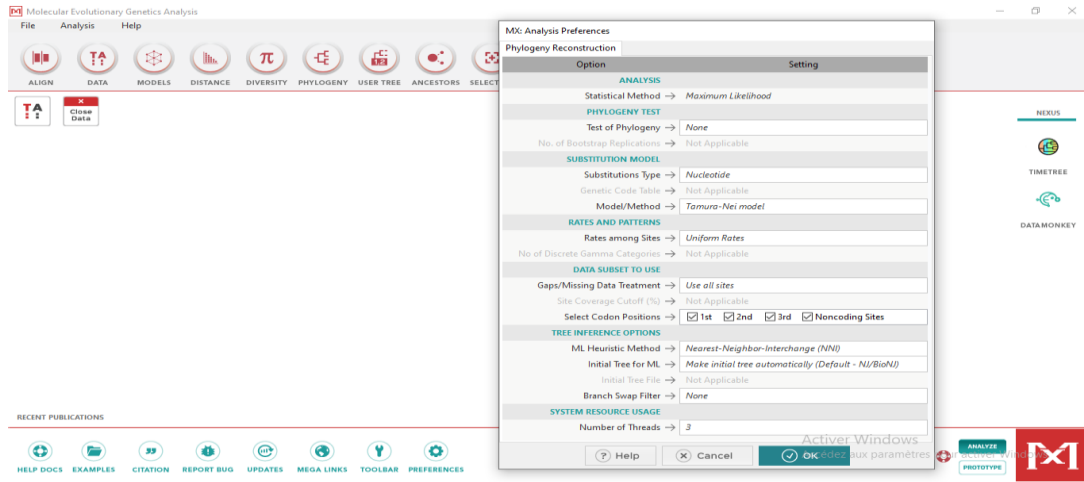 Molecular Evolutionary Genetics Analysis
File Analysis Help
ALIGN DATA MODELS DISTANCE DIVERSITY PHYLOGENY USER TREE ANCESTORS SELECT
TA
Close Data
MX: Analysis Preferences
Phylogeny Reconstruction
Option Setting
ANALYSIS
Statistical Method → Maximum Likelihood
PHYLOGENY TEST
Test of Phylogeny → None
No. of Bootstrap Replications → Not Applicable
SUBSTITUTION MODEL
Substitutions Type → Nucleotide
Genetic Code Table → Not Applicable
Model/Method → Tamura-Nei model
RATES AND PATTERNS
Rates among Sites → Uniform Rates
No of Discrete Gamma Categories → Not Applicable
DATA SUBSET TO USE
Gaps/Missing Data Treatment → Use all sites
Site Coverage Cutoff (%) → Not Applicable
Select Codon Positions → 1st 2nd 3rd Noncoding Sites
TREE INFERENCE OPTIONS
ML Heuristic Method → Nearest-Neighbor-Interchange (NNI)
Initial Tree for ML → Make initial tree automatically (Default - NJ/BioNJ)
Initial Tree File → Not Applicable
Branch Swap Filter → None
SYSTEM RESOURCE USAGE
Number of Threads → 3
Help Cancel OK
NEXUS
TIMETREE
DATAMONKEY
RECENT PUBLICATIONS
HELP DOCS EXAMPLES CITATION REPORT BUG UPDATES MEGA LINKS TOOLBAR PREFERENCES
Activer Windows
aux paramètres
ANALYZE
PROTOTYPE